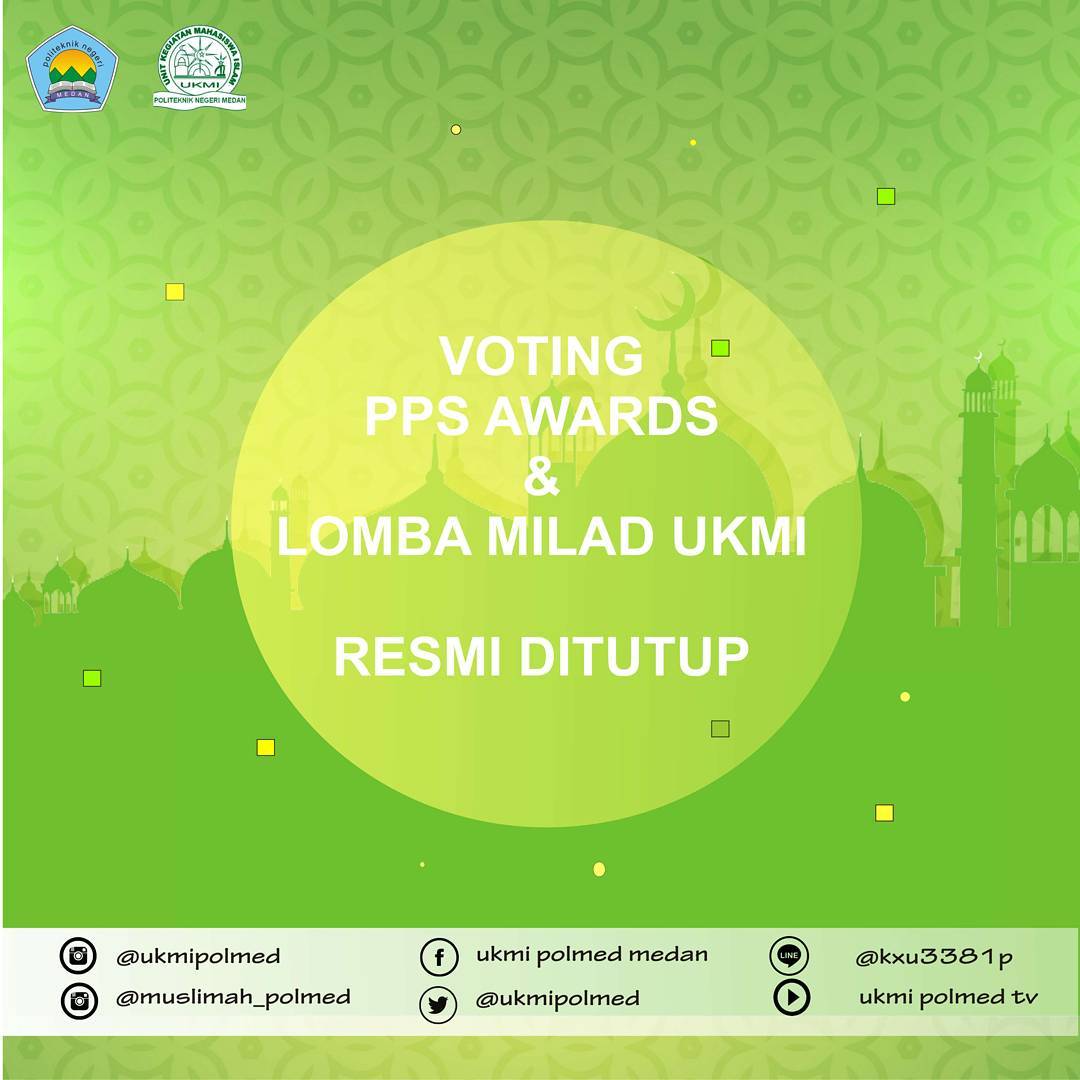 politeknik negeri
MEDAN
UNIT KEGIATAN MAHASISWA ISLAM
UKMI
POLITEKNIK NEGERI MEDAN
VOTING
PPS AWARDS
&
LOMBA MILAD UKMI
RESMI DITUTUP
@ukmipolmed
ukmi polmed medan
LINE
@kxu3381p
@muslimah_polmed
@ukmipolmed
ukmi polmed tv